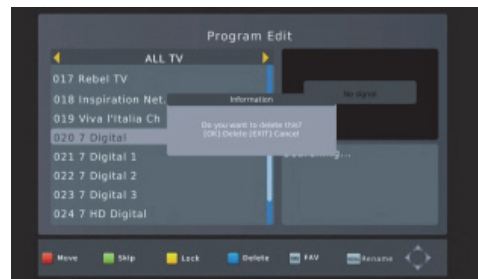 Program Edit
ALL TV
017 Rebel TV
018 Inspiration Net.
019 Viva l'Italia Ch
020 7 Digital
021 7 Digital 1
022 7 Digital 2
023 7 Digital 3
024 7 HD Digital
No signal
Information
Do you want to delete this?
[OK] Delete [EXIT] Cancel
Move Skip Lock Delete FAV Rename